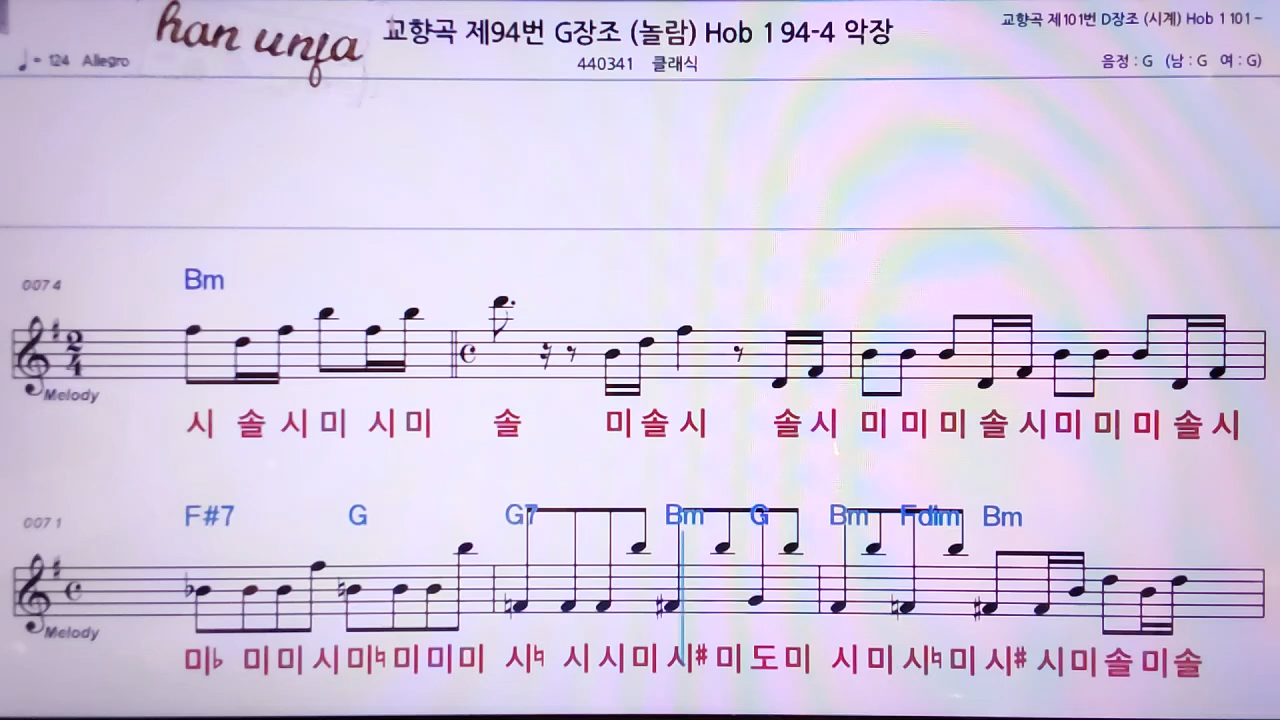 han unfa
교향곡 제94번 G장조 (놀람) Hob 1 94-4 악장
교향곡 제101번 D장조 (시계) Hob 1 101-
♩= 124 Allegro
440341 클래식
음정 : G (남 : G 여 : G)
0074
Bm
2
4
Melody
시 솔 시 미 시 미 솔 미 솔 시 솔 시 미 미 미 솔 시 미 미 미 솔 시
0071
F#7 G G7 Bm G Bm Fdim Bm
Melody
미♭ 미 미 시 미♮ 미 미 미 시♮ 시 시 미 시# 미 도 미 시 미 시♮ 미 시# 시 미 솔 미 솔